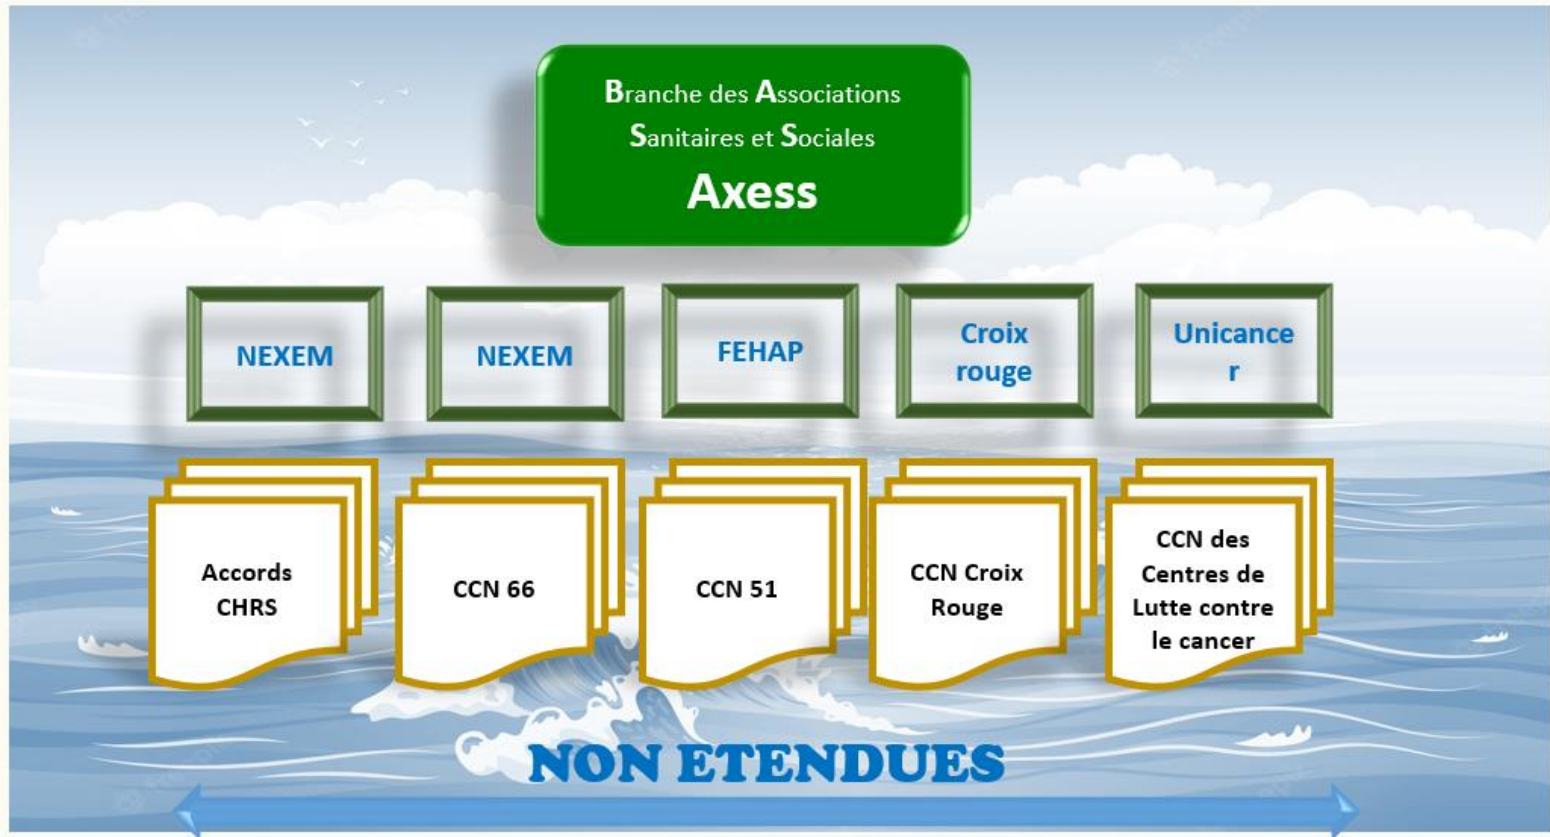 Branche des Associations
Sanitaires et Sociales
Axess
NEXEM
NEXEM
FEHAP
Croix
rouge
Unicance
r
Accords
CHRS
CCN 66
CCN 51
CCN Croix
Rouge
CCN des
Centres de
Lutte contre
le cancer
NON ETENDUES